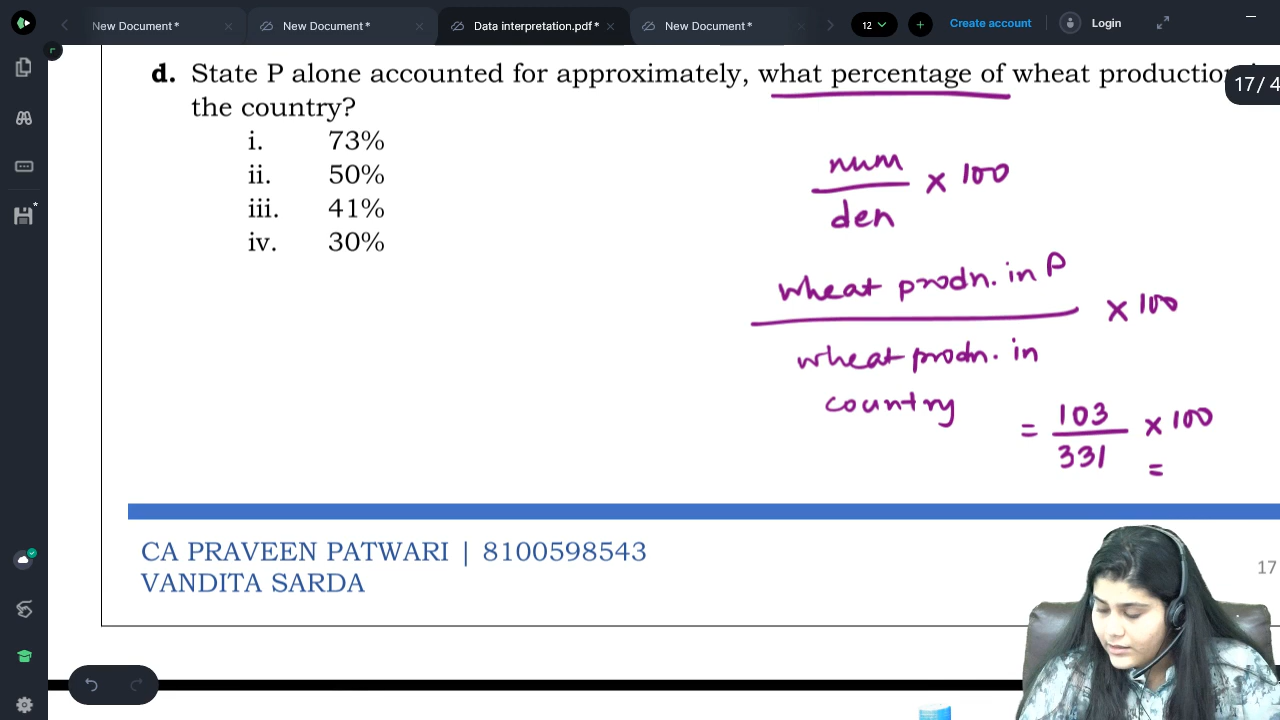 New Document*
New Document*
Data interpretation.pdf*
New Document*
12
Create account
Login
17/4
d. State P alone accounted for approximately, what percentage of wheat productio
the country?
i. 73%
ii. 50%
iii. 41%
iv. 30%
num
den
× 100
wheat prodn. in P
wheat prodn. in
country
× 100
= 103
331
× 100
=
CA PRAVEEN PATWARI | 8100598543
VANDITA SARDA
17